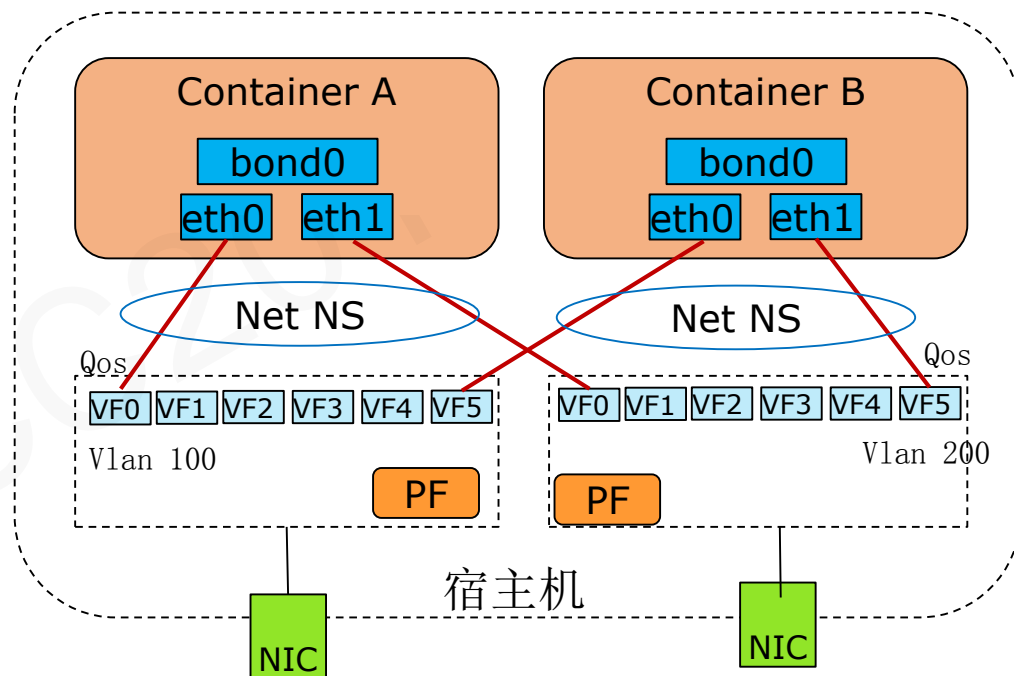 Container A
Container B
bond0
bond0
eth0
eth1
eth0
eth1
Net NS
Net NS
Qos
Qos
VF0
VF1
VF2
VF3
VF4
VF5
VF0
VF1
VF2
VF3
VF4
VF5
Vlan 100
Vlan 200
PF
PF
宿主机
NIC
NIC